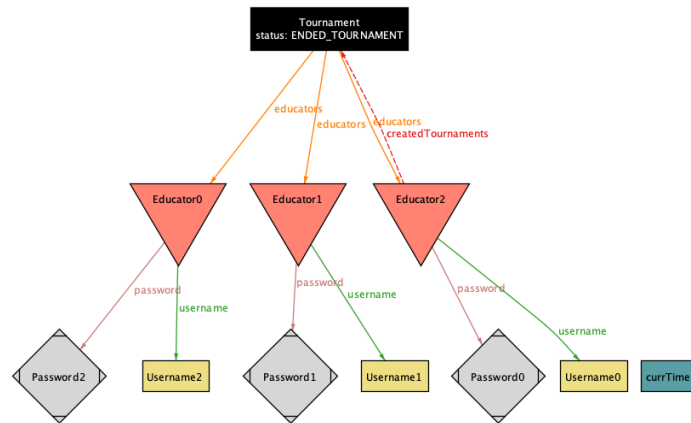 Tournament
status: ENDED_TOURNAMENT
educators
educators
educators
createdTournaments
Educator0
Educator1
Educator2
password
username
password
username
password
username
Password2
Username2
Password1
Username1
Password0
Username0
currTime